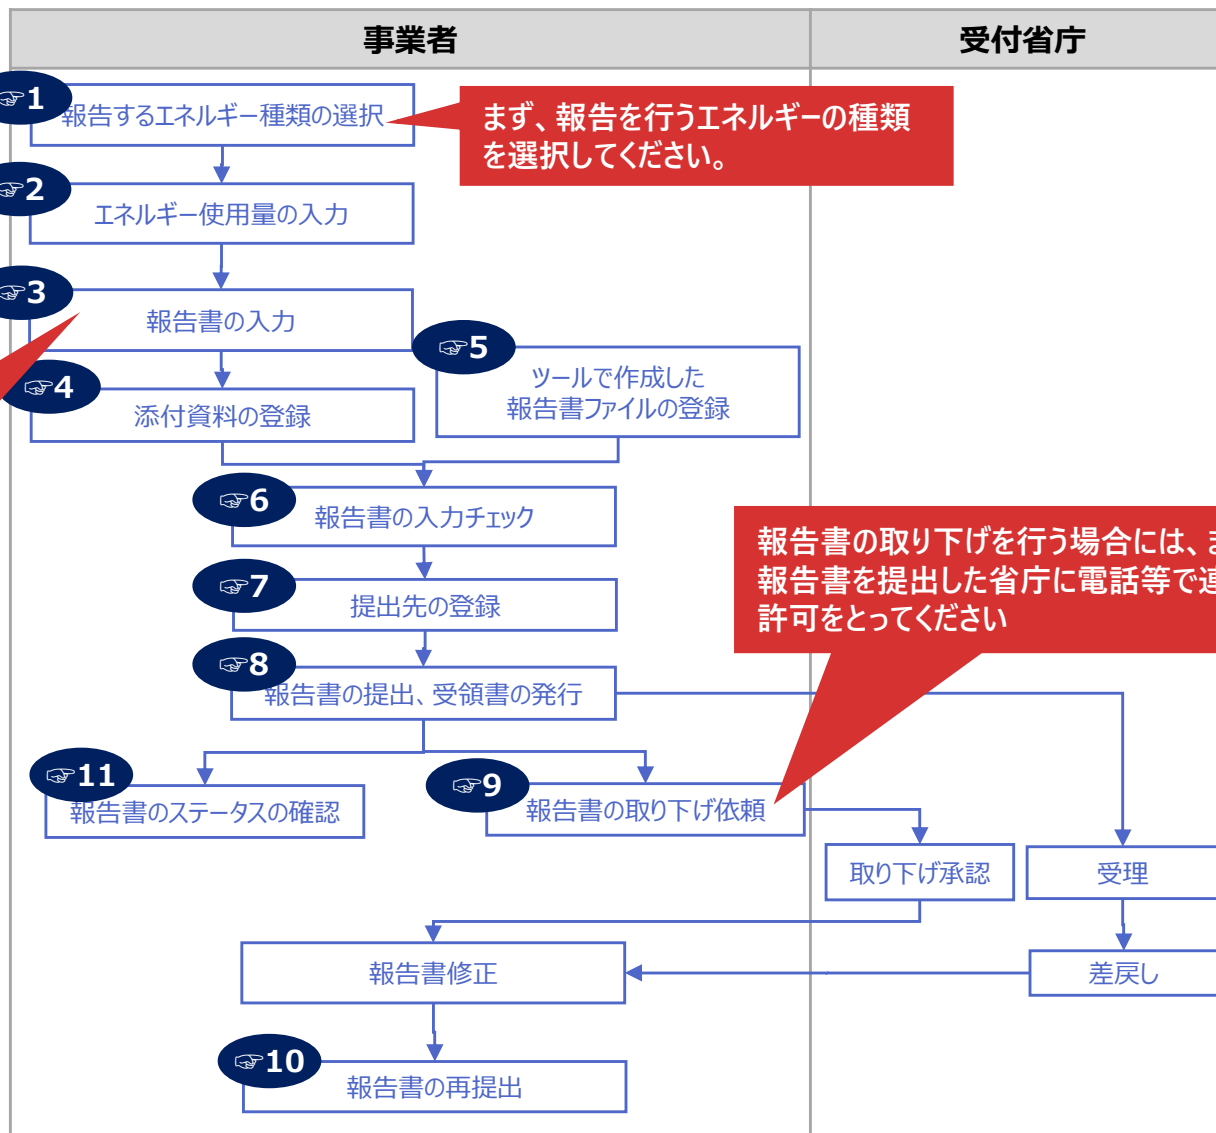 事業者
受付省庁
☞1
報告するエネルギー種類の選択
まず、報告を行うエネルギーの種類
を選択してください。
☞2
エネルギー使用量の入力
☞3
報告書の入力
☞4
添付資料の登録
☞5
ツールで作成した
報告書ファイルの登録
☞6
報告書の入力チェック
☞7
提出先の登録
☞8
報告書の提出、受領書の発行
報告書の取り下げを行う場合には、ま
報告書を提出した省庁に電話等で連
許可をとってください
☞11
報告書のステータスの確認
☞9
報告書の取り下げ依頼
取り下げ承認
受理
報告書修正
差戻し
☞10
報告書の再提出